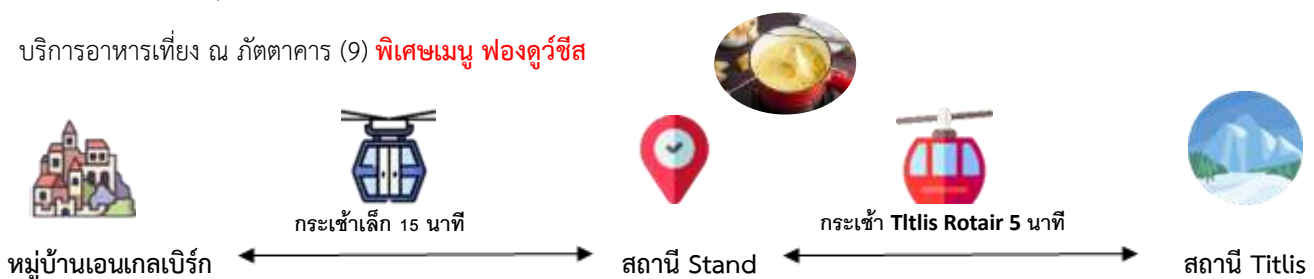 บริการอาหารเที่ยง ณ ภัตตาคาร (9) พิเศษเมนู ฟองดูว์ชีส
กระเช้าเล็ก 15 นาที
กระเช้า Tltlis Rotair 5 นาที
หมู่บ้านเอนเกลเบิร์ก
สถานี Stand
สถานี Titlis